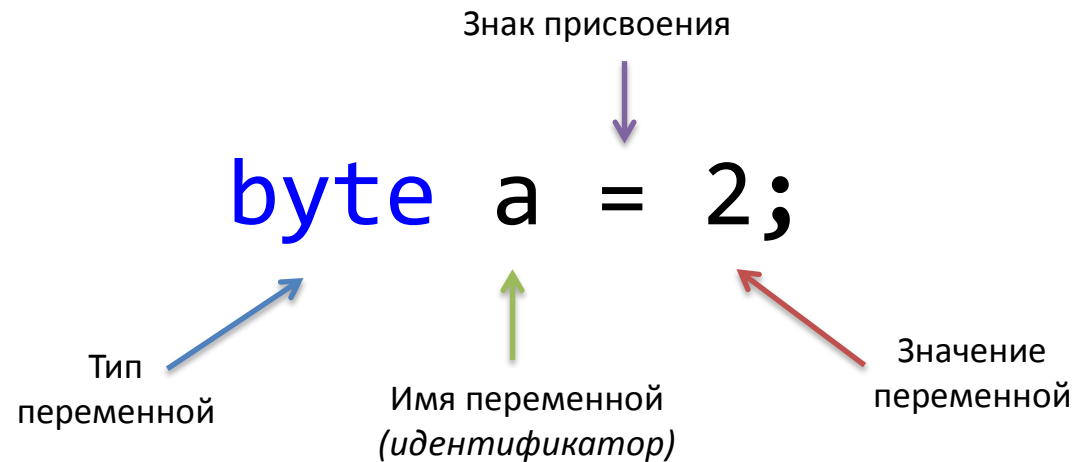 Знак присвоения
byte a = 2;
Тип
переменной
Имя переменной
(идентификатор)
Значение
переменной